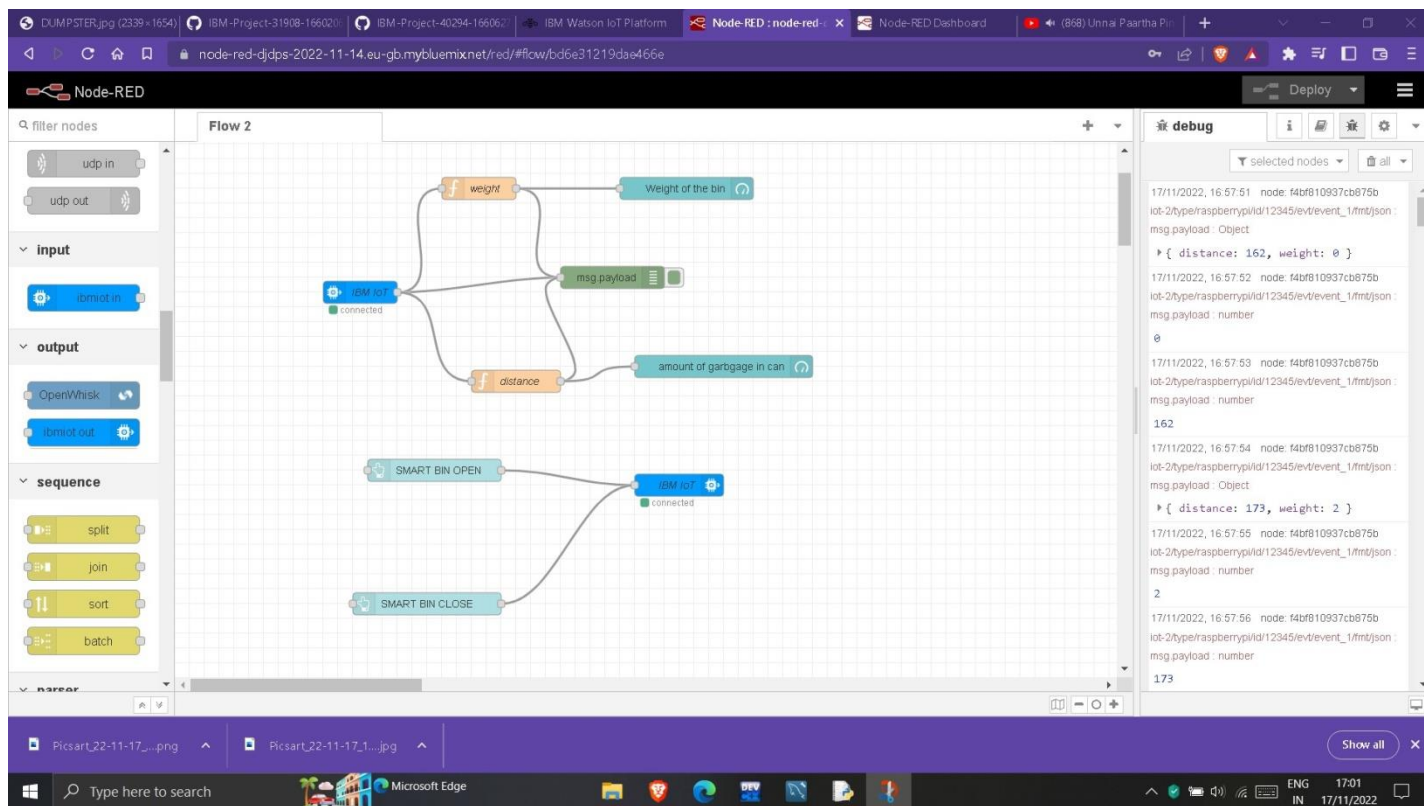 DUMPSTER.jpg (2339×1654)
IBM-Project-31908-166020
IBM-Project-40294-166062
IBM Watson IoT Platform
Node-RED : node-red-
Node-RED Dashboard
(868) Unnai Paartha Pin
node-red-djdps-2022-11-14.eu-gb.mybluemix.net/red/#flow/bd6e31219dae466e
Node-RED
Deploy
filter nodes
Flow 2
debug
selected nodes
all
udp in
udp out
input
ibmiot in
output
OpenWhisk
ibmiot out
sequence
split
join
sort
batch
parser
weight
Weight of the bin
msg.payload
IBM IoT
connected
distance
amount of garbgage in can
SMART BIN OPEN
IBM IoT
connected
SMART BIN CLOSE
17/11/2022, 16:57:51 node: f4bf810937cb875b
iot-2/type/raspberrypi/id/12345/evt/event_1/fmt/json :
msg.payload : Object
{ distance: 162, weight: 0 }
17/11/2022, 16:57:52 node: f4bf810937cb875b
iot-2/type/raspberrypi/id/12345/evt/event_1/fmt/json :
msg.payload : number
0
17/11/2022, 16:57:53 node: f4bf810937cb875b
iot-2/type/raspberrypi/id/12345/evt/event_1/fmt/json :
msg.payload : number
162
17/11/2022, 16:57:54 node: f4bf810937cb875b
iot-2/type/raspberrypi/id/12345/evt/event_1/fmt/json :
msg.payload : Object
{ distance: 173, weight: 2 }
17/11/2022, 16:57:55 node: f4bf810937cb875b
iot-2/type/raspberrypi/id/12345/evt/event_1/fmt/json :
msg.payload : number
2
17/11/2022, 16:57:56 node: f4bf810937cb875b
iot-2/type/raspberrypi/id/12345/evt/event_1/fmt/json :
msg.payload : number
173
Picsart_22-11-17_....png
Picsart_22-11-17_1....jpg
Show all
Type here to search
Microsoft Edge
DEV
ENG
IN
17:01
17/11/2022